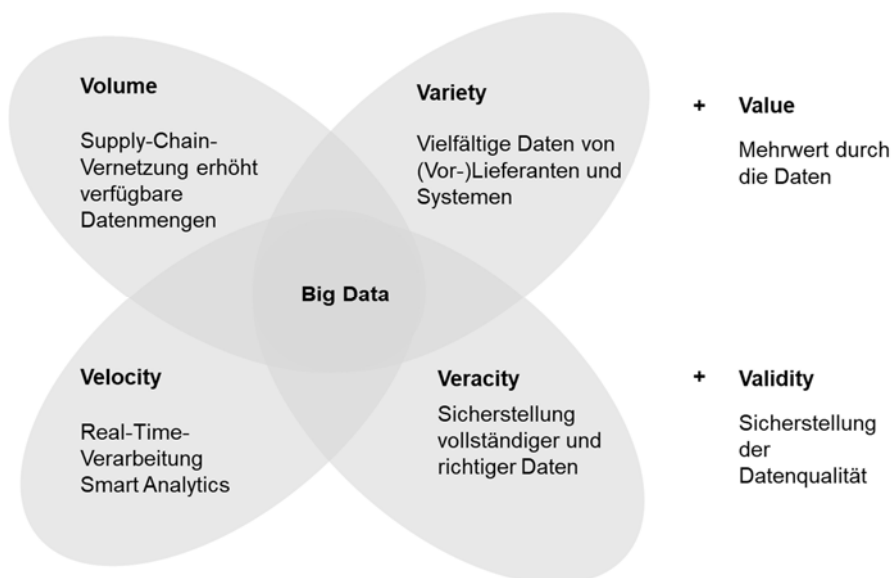 Volume
Supply-Chain-
Vernetzung erhöht
verfügbare
Datenmengen
Variety
Vielfältige Daten von
(Vor-)Lieferanten und
Systemen
+ Value
Mehrwert durch
die Daten
Big Data
Velocity
Real-Time-
Verarbeitung
Smart Analytics
Veracity
Sicherstellung
vollständiger und
richtiger Daten
+ Validity
Sicherstellung
der
Datenqualität